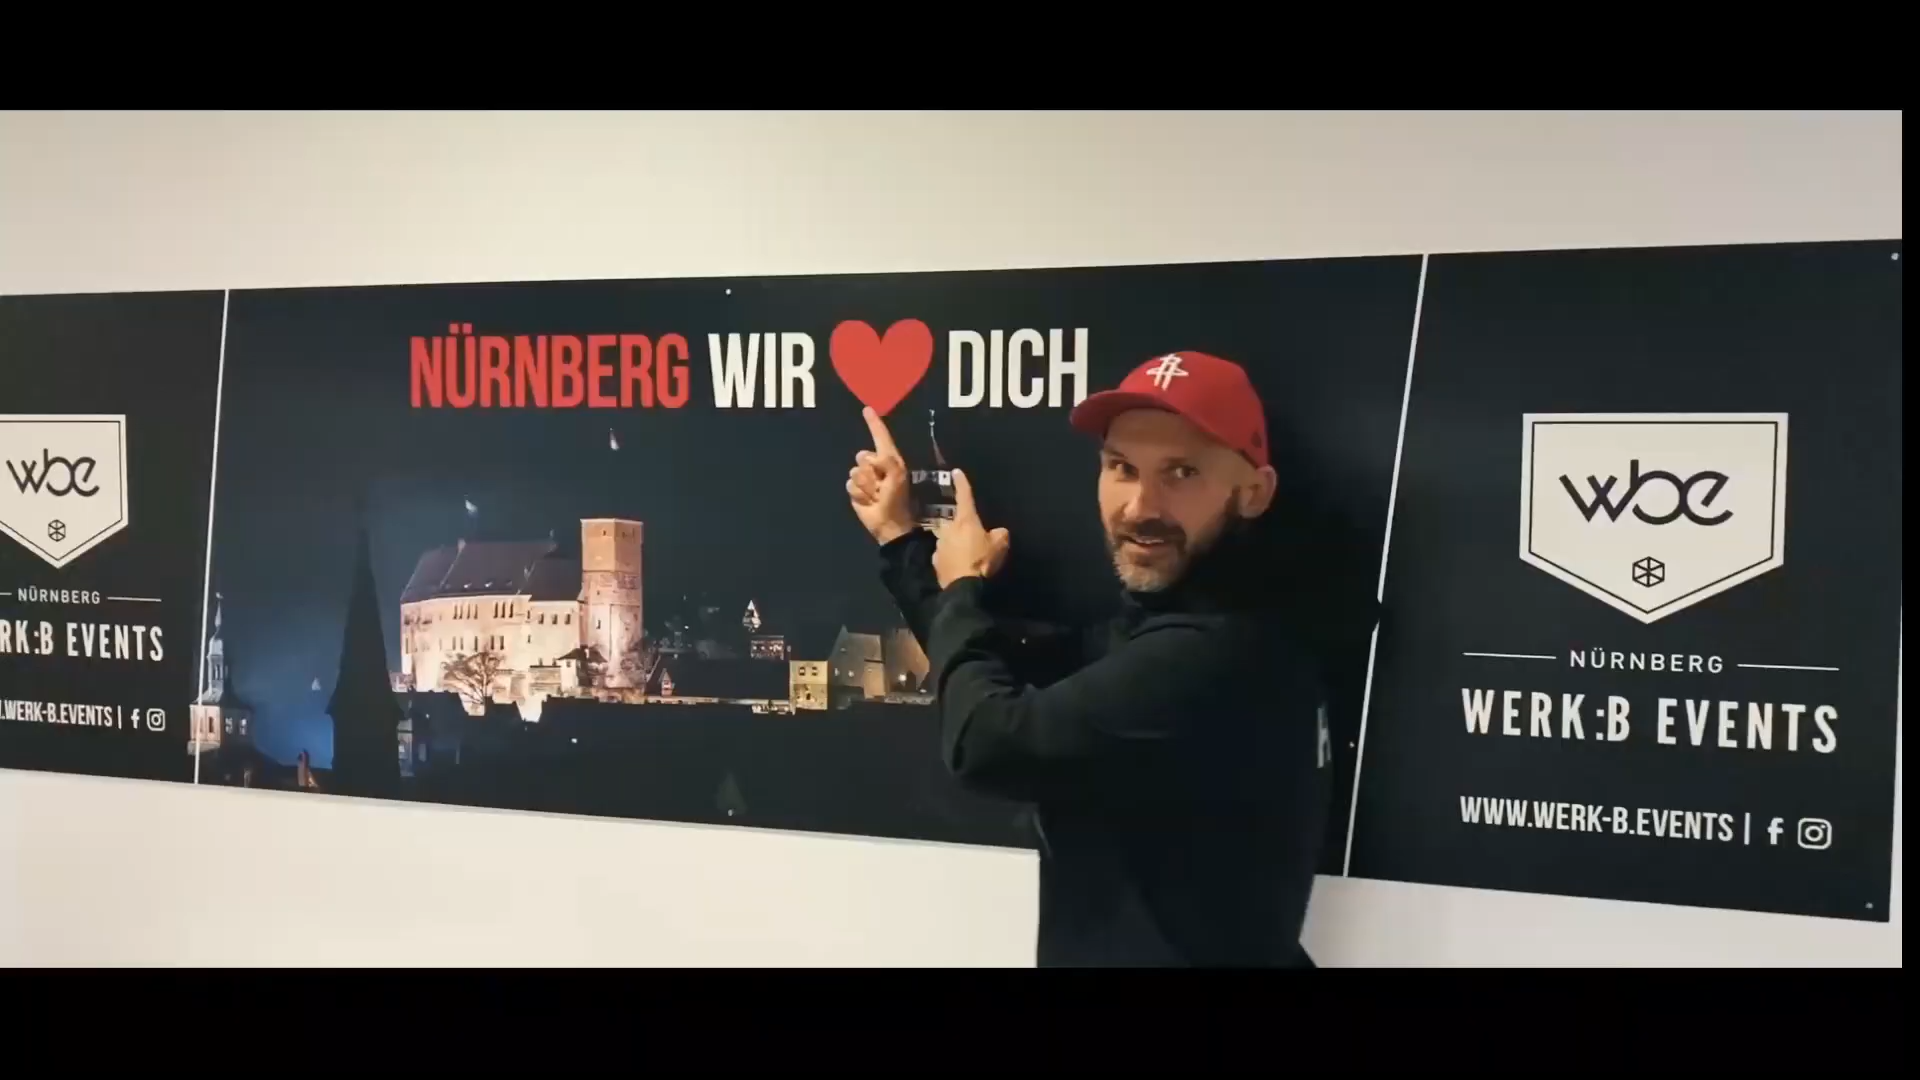 NÜRNBERG WIR DICH
wbe
NÜRNBERG
RK:B EVENTS
.WERK-B.EVENTS |
wbe
NÜRNBERG
WERK:B EVENTS
WWW.WERK-B.EVENTS |